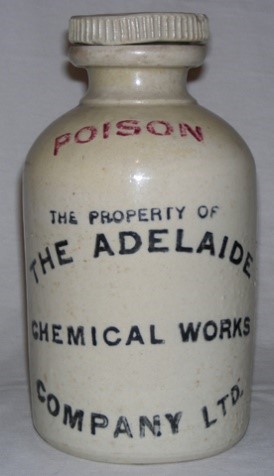 POISON
THE PROPERTY OF
THE ADELAIDE
CHEMICAL WORKS
COMPANY LTD.